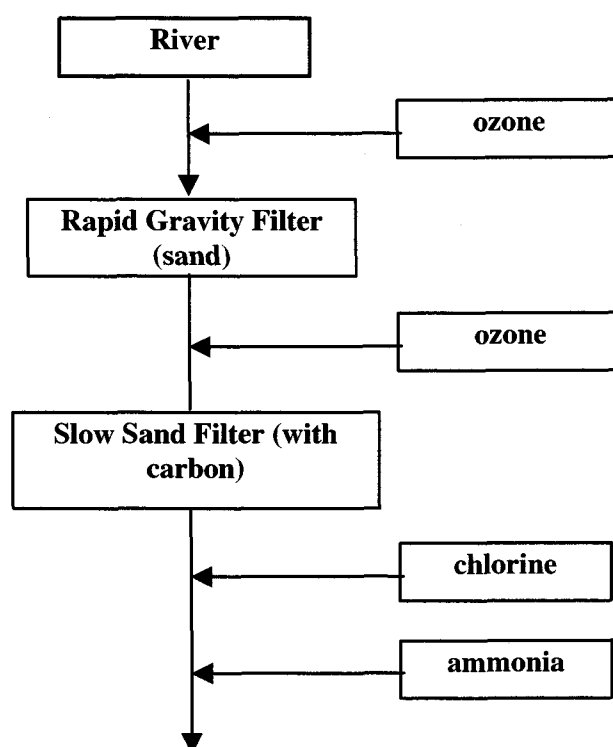 River
ozone
Rapid Gravity Filter
(sand)
ozone
Slow Sand Filter (with
carbon)
chlorine
ammonia